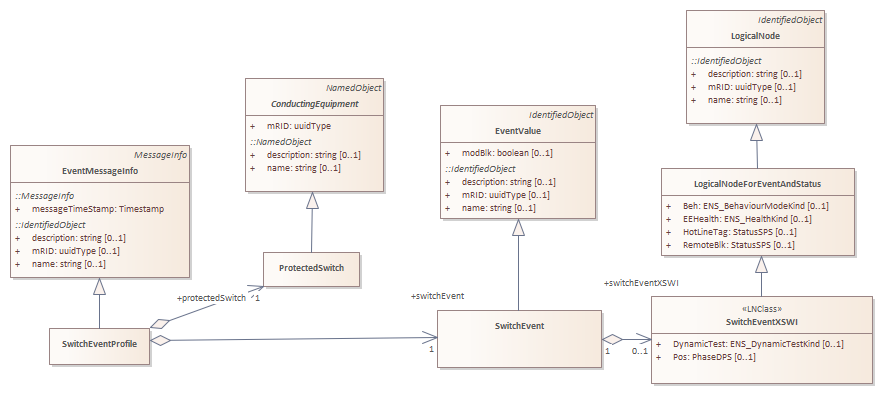 IdentifiedObject
LogicalNode
::IdentifiedObject
+ description: string [0..1]
+ mRID: uuidType [0..1]
+ name: string [0..1]
NamedObject
ConductingEquipment
+ mRID: uuidType
::NamedObject
+ description: string [0..1]
+ name: string [0..1]
IdentifiedObject
EventValue
+ modBlk: boolean [0..1]
::IdentifiedObject
+ description: string [0..1]
+ mRID: uuidType [0..1]
+ name: string [0..1]
MessageInfo
EventMessageInfo
::MessageInfo
+ messageTimeStamp: Timestamp
::IdentifiedObject
+ description: string [0..1]
+ mRID: uuidType [0..1]
+ name: string [0..1]
LogicalNodeForEventAndStatus
+ Beh: ENS_BehaviourModeKind [0..1]
+ EEHealth: ENS_HealthKind [0..1]
+ HotLineTag: StatusSPS [0..1]
+ RemoteBlk: StatusSPS [0..1]
ProtectedSwitch
+protectedSwitch 1
+switchEvent
+switchEventXSWI
SwitchEventProfile
1
SwitchEvent
1
0..1
«LNClass»
SwitchEventXSWI
+ DynamicTest: ENS_DynamicTestKind [0..1]
+ Pos: PhaseDPS [0..1]